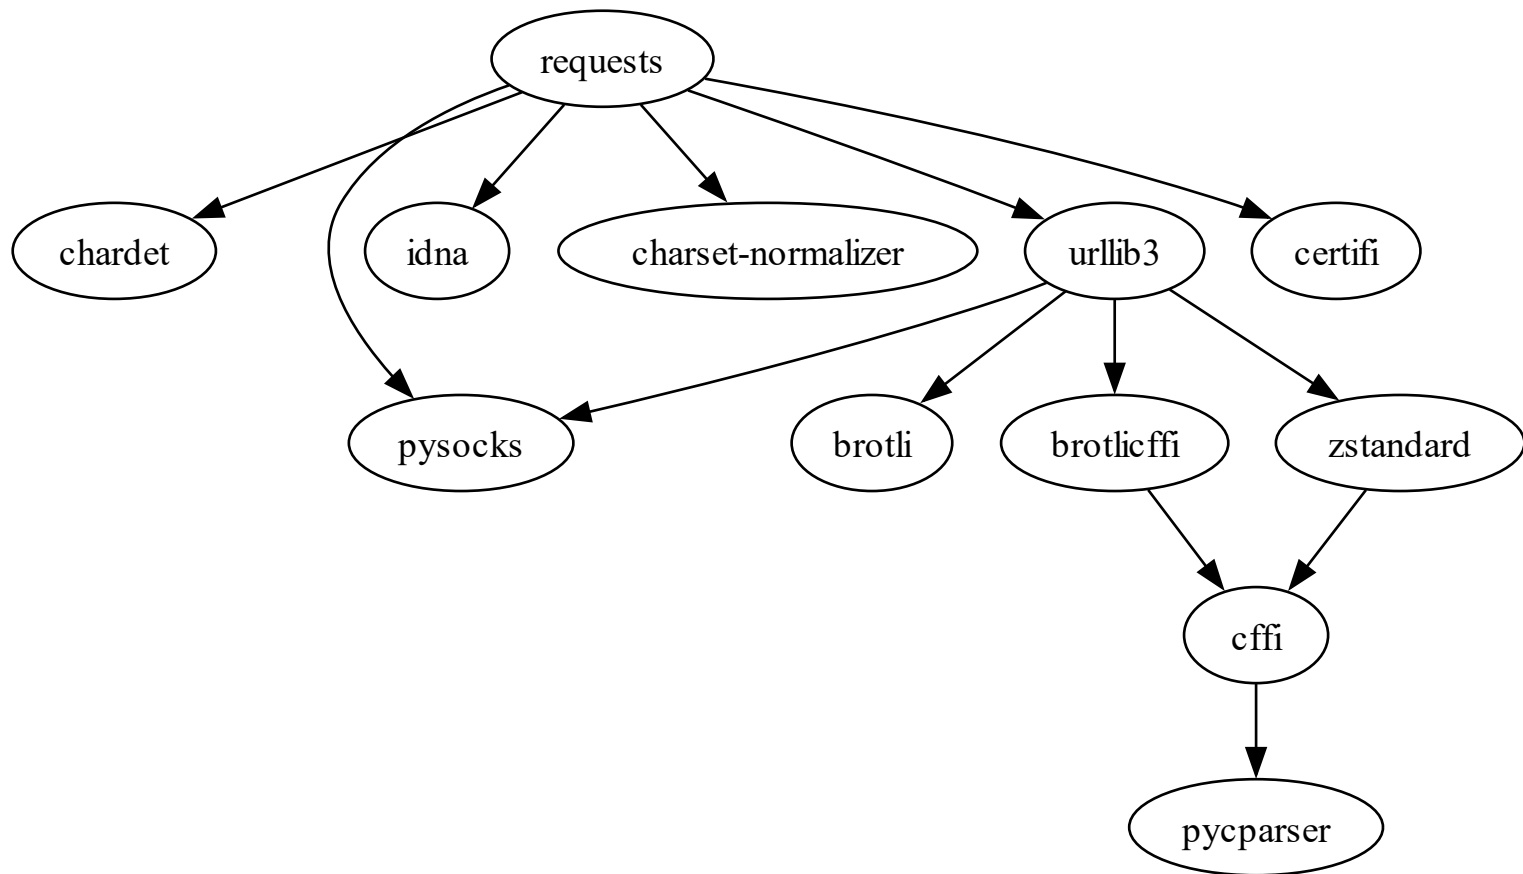 requests
chardet
idna
charset-normalizer
urllib3
certifi
pysocks
brotli
brotlicffi
zstandard
cffi
pycparser